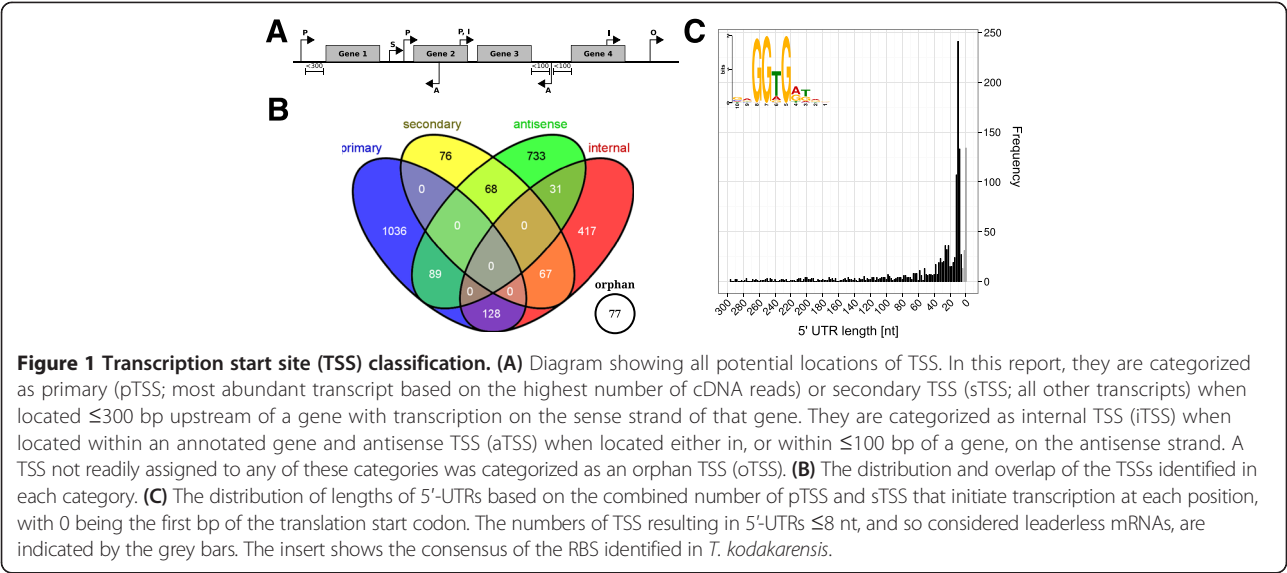 A
P
S
P
P, I
I
O
Gene 1
Gene 2
Gene 3
Gene 4
<300
<100
<100
A
A
B
primary
secondary
antisense
internal
76
733
0
68
31
1036
0
0
417
89
0
67
0
0
128
orphan
77
C
bits
GGTG
250
200
150
100
50
0
Frequency
300
280
260
240
220
200
180
160
140
120
100
80
60
40
20
0
5' UTR length [nt]
Figure 1 Transcription start site (TSS) classification. (A) Diagram showing all potential locations of TSS. In this report, they are categorized
as primary (pTSS; most abundant transcript based on the highest number of cDNA reads) or secondary TSS (sTSS; all other transcripts) when
located ≤300 bp upstream of a gene with transcription on the sense strand of that gene. They are categorized as internal TSS (iTSS) when
located within an annotated gene and antisense TSS (aTSS) when located either in, or within ≤100 bp of a gene, on the antisense strand. A
TSS not readily assigned to any of these categories was categorized as an orphan TSS (oTSS). (B) The distribution and overlap of the TSSs identified in
each category. (C) The distribution of lengths of 5′-UTRs based on the combined number of pTSS and sTSS that initiate transcription at each position,
with 0 being the first bp of the translation start codon. The numbers of TSS resulting in 5′-UTRs ≤8 nt, and so considered leaderless mRNAs, are
indicated by the grey bars. The insert shows the consensus of the RBS identified in T. kodakarensis.